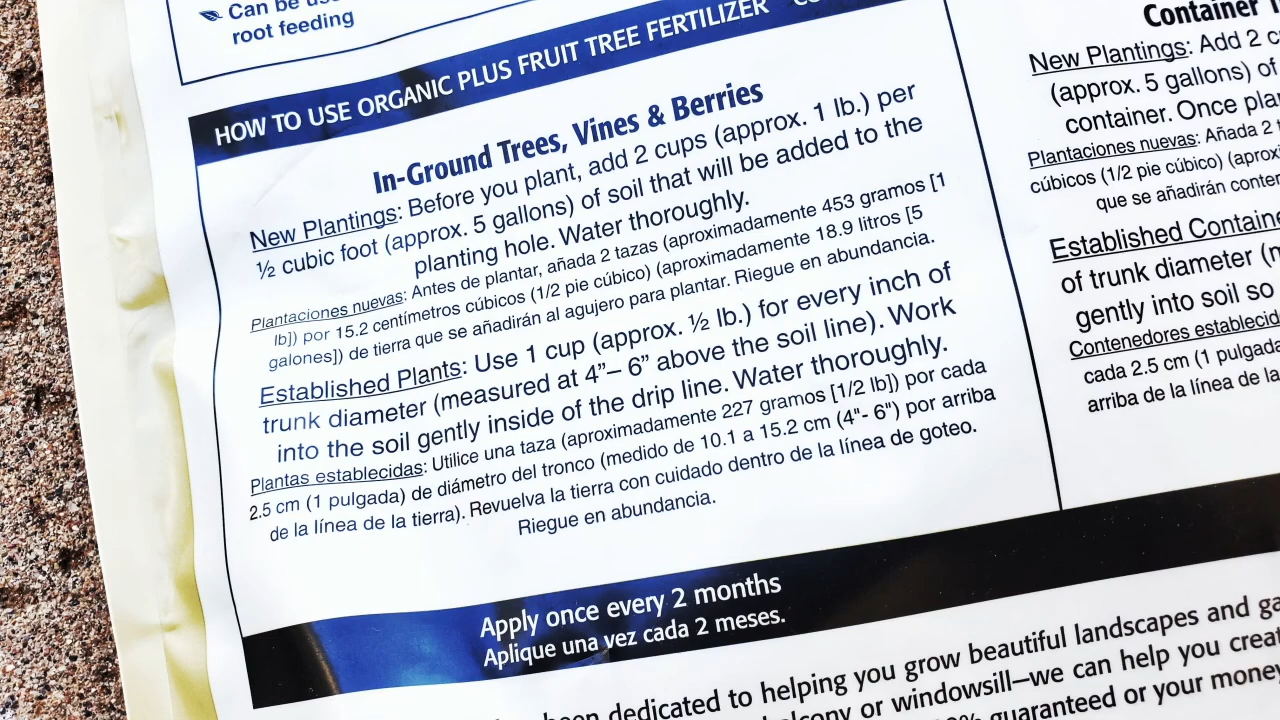 Can be
root feeding
HOW TO USE ORGANIC PLUS FRUIT TREE FERTILIZER
In-Ground Trees, Vines & Berries
New Plantings: Before you plant, add 2 cups (approx. 1 lb.) per
½ cubic foot (approx. 5 gallons) of soil that will be added to the
planting hole. Water thoroughly.
Plantaciones nuevas: Antes de plantar, añada 2 tazas (aproximadamente 453 gramos [1
lb]) por 15.2 centímetros cúbicos (1/2 pie cúbico) (aproximadamente 18.9 litros [5
galones]) de tierra que se añadirán al agujero para plantar. Riegue en abundancia.
Established Plants: Use 1 cup (approx. ½ lb.) for every inch of
trunk diameter (measured at 4”– 6” above the soil line). Work
into the soil gently inside of the drip line. Water thoroughly.
Plantas establecidas: Utilice una taza (aproximadamente 227 gramos [1/2 lb]) por cada
2.5 cm (1 pulgada) de diámetro del tronco (medido de 10.1 a 15.2 cm (4"- 6") por arriba
de la línea de la tierra). Revuelva la tierra con cuidado dentro de la línea de goteo.
Riegue en abundancia.
Container
New Plantings: Add 2
(approx. 5 gallons) of
container. Once
Plantaciones nuevas: Añada 2
cúbicos (1/2 pie cúbico)
que se añadirán
Established
of trunk diameter
gently into soil so
Contenedores
cada 2.5 cm (1 pulgada
arriba de la línea de la
Apply once every 2 months
Aplique una vez cada 2 meses.
been dedicated to helping you grow beautiful landscapes and
or windowsill—we can help you
guaranteed or your money